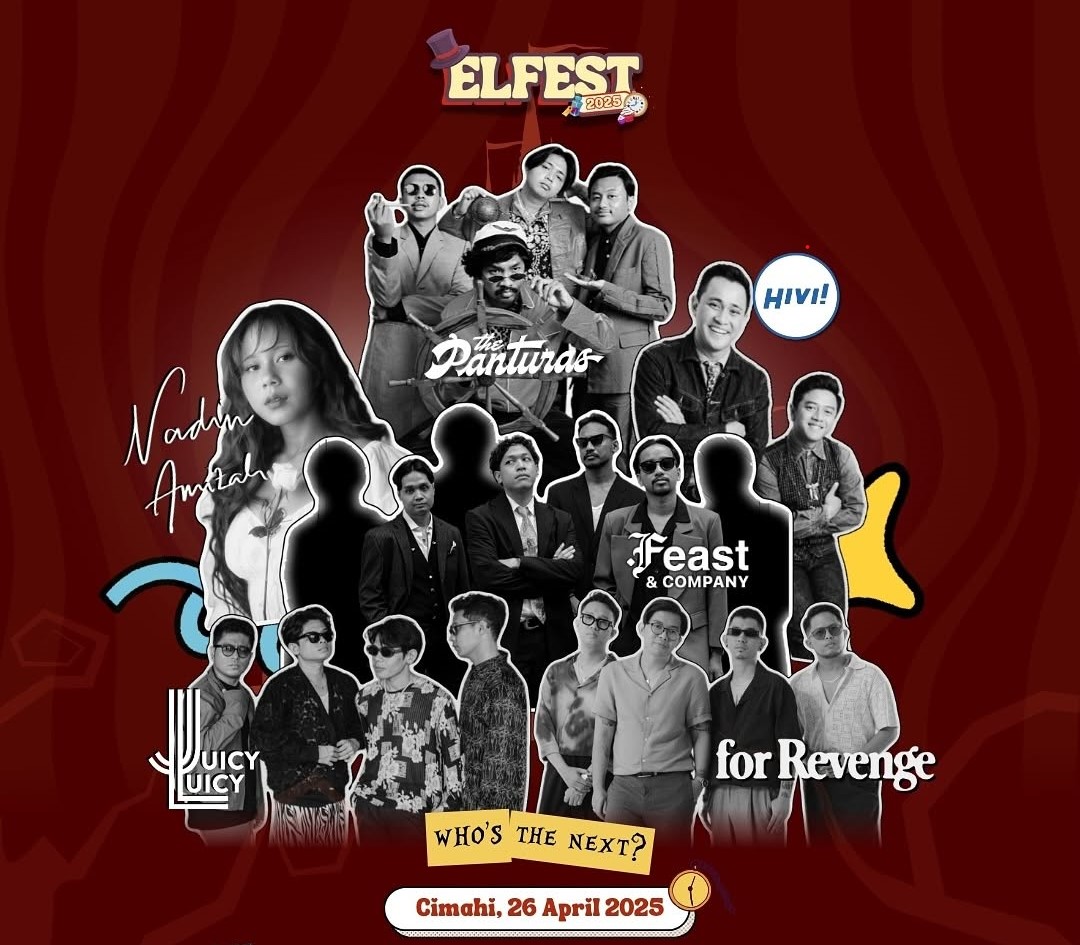 ELFEST
2025
HIVI!
the
Panturas
Nadin
Amizah
.Feast
& COMPANY
JUICY
LUICY
for Revenge
WHO'S THE NEXT?
Cimahi, 26 April 2025